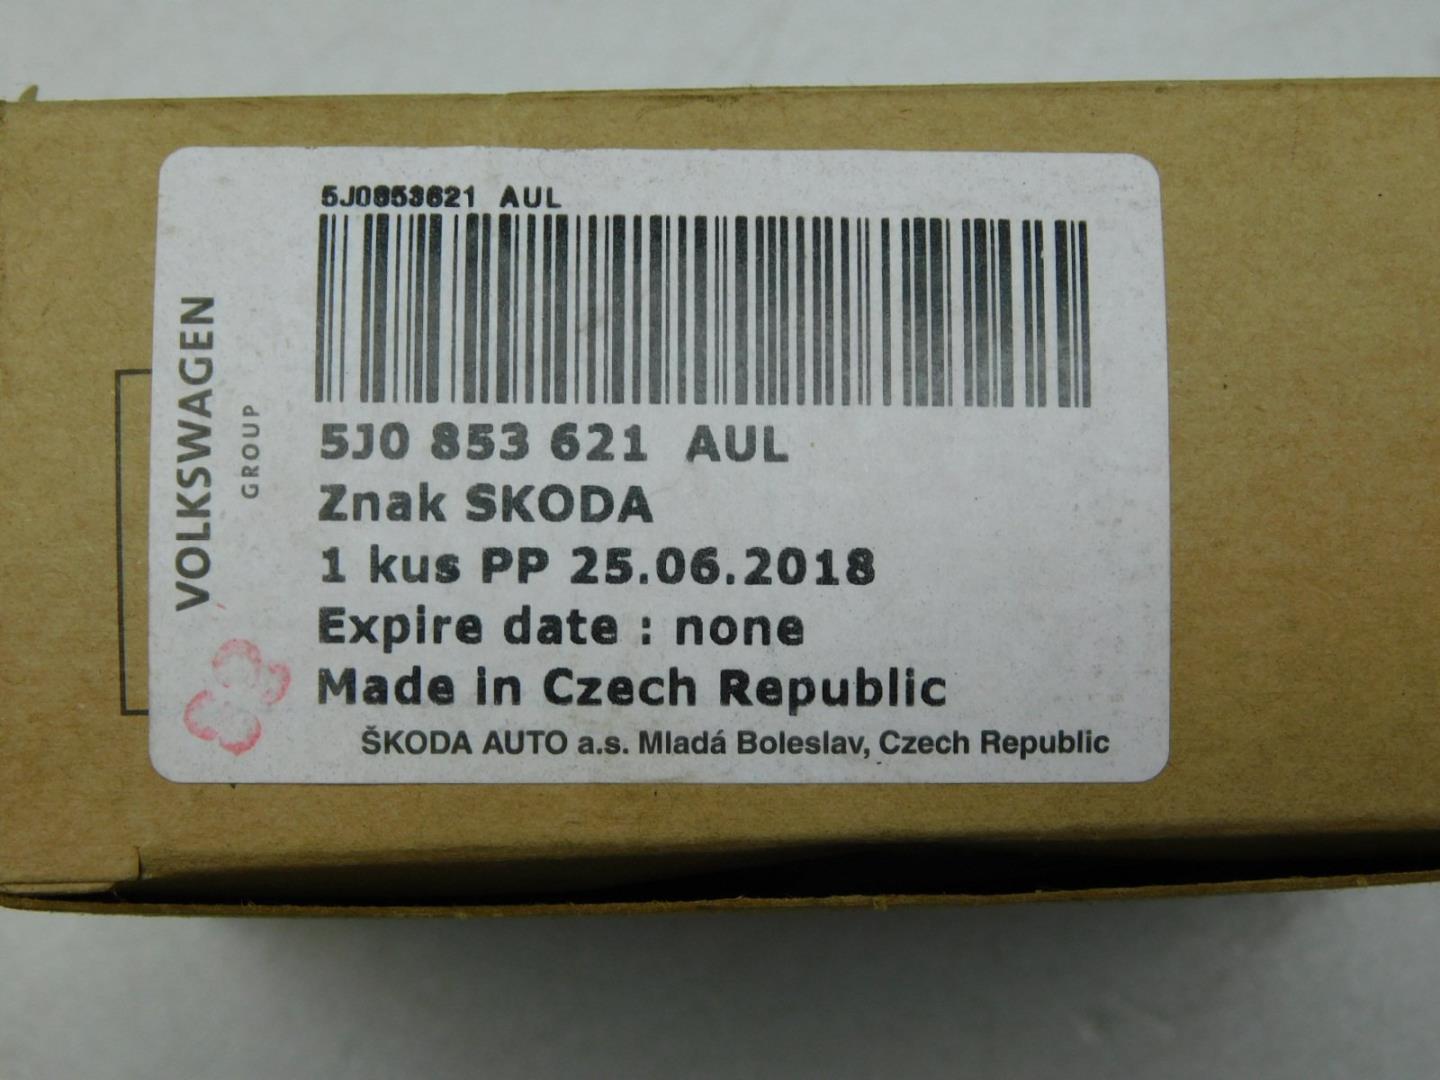 5J0853621 AUL
VOLKSWAGEN
GROUP
5J0 853 621 AUL
Znak SKODA
1 kus PP 25.06.2018
Expire date : none
Made in Czech Republic
ŠKODA AUTO a.s. Mladá Boleslav, Czech Republic